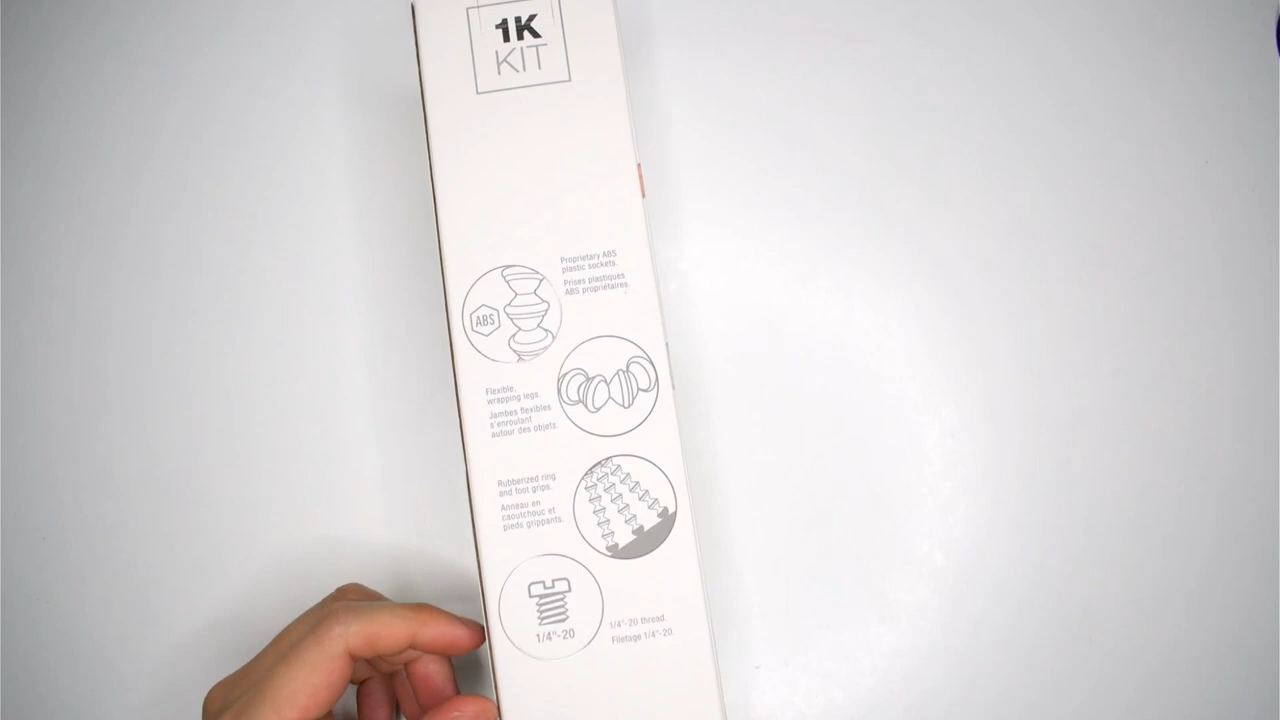 1K
KIT
Proprietary ABS
plastic sockets.
Prises plastiques
ABS propriétaires.
ABS
Flexible,
wrapping legs.
Jambes flexibles
s'enroulant
autour des objets.
Rubberized ring
and foot grips.
Anneau en
caoutchouc et
pieds grippants.
1/4"-20
1/4"-20 thread.
Filetage 1/4"-20.